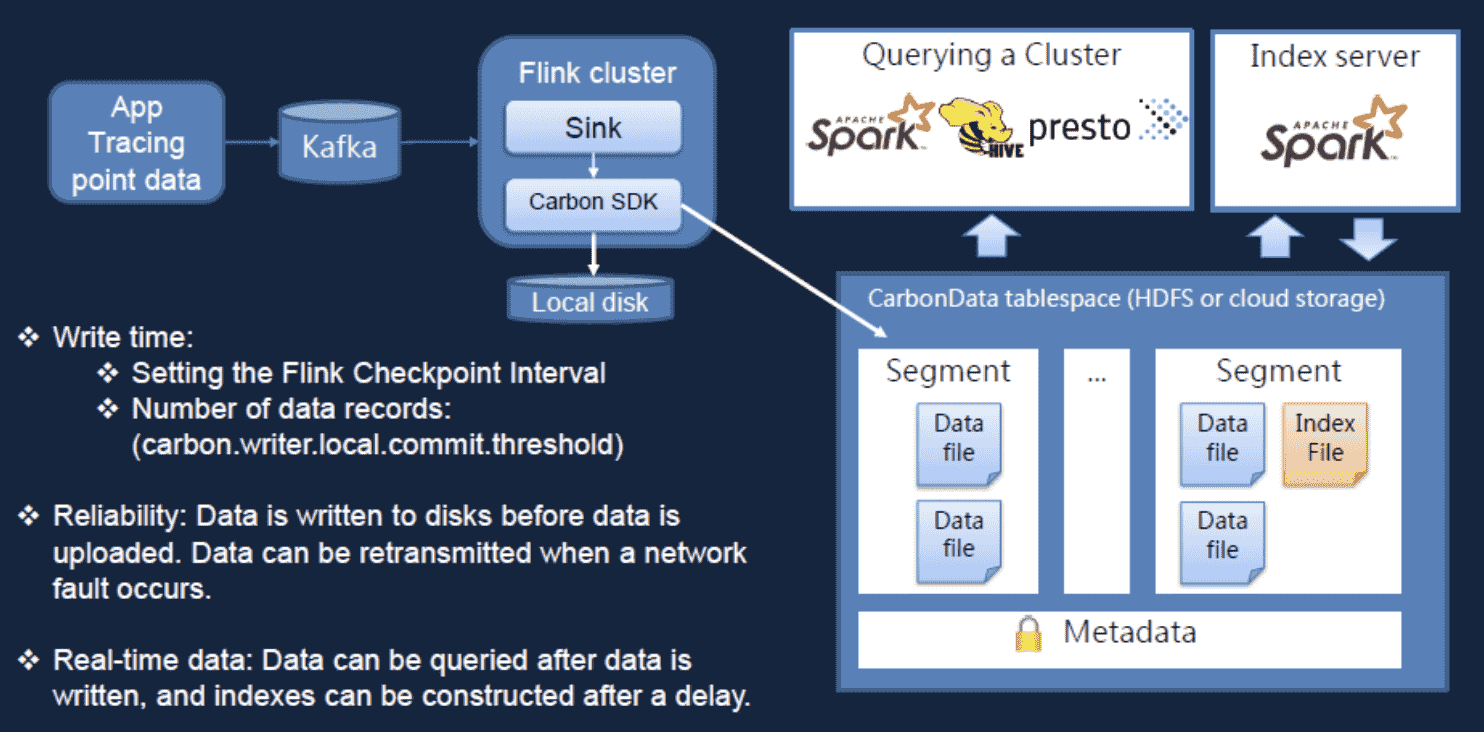 App
Tracing
point data
Kafka
Flink cluster
Sink
Carbon SDK
Local disk
Querying a Cluster
APACHE
Spark™
HIVE
presto
Index server
APACHE
Spark™
CarbonData tablespace (HDFS or cloud storage)
Segment
Data
file
Data
file
...
Segment
Data
file
Index
File
Data
file
Metadata
❖ Write time:
❖ Setting the Flink Checkpoint Interval
❖ Number of data records:
(carbon.writer.local.commit.threshold)
❖ Reliability: Data is written to disks before data is
uploaded. Data can be retransmitted when a network
fault occurs.
❖ Real-time data: Data can be queried after data is
written, and indexes can be constructed after a delay.